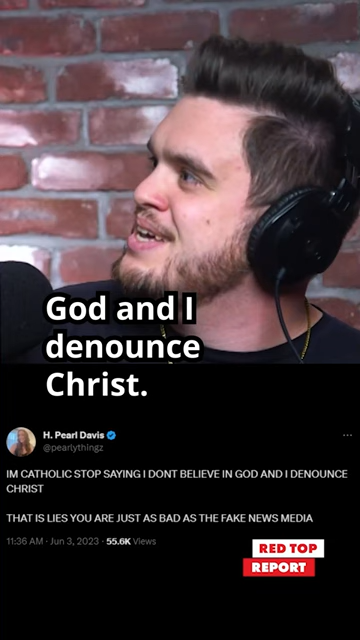 God and I
denounce
Christ.
H. Pearl Davis
@pearlythingz
IM CATHOLIC STOP SAYING I DONT BELIEVE IN GOD AND I DENOUNCE
CHRIST
THAT IS LIES YOU ARE JUST AS BAD AS THE FAKE NEWS MEDIA
11:36 AM · Jun 3, 2023 · 55.6K Views
RED TOP
REPORT